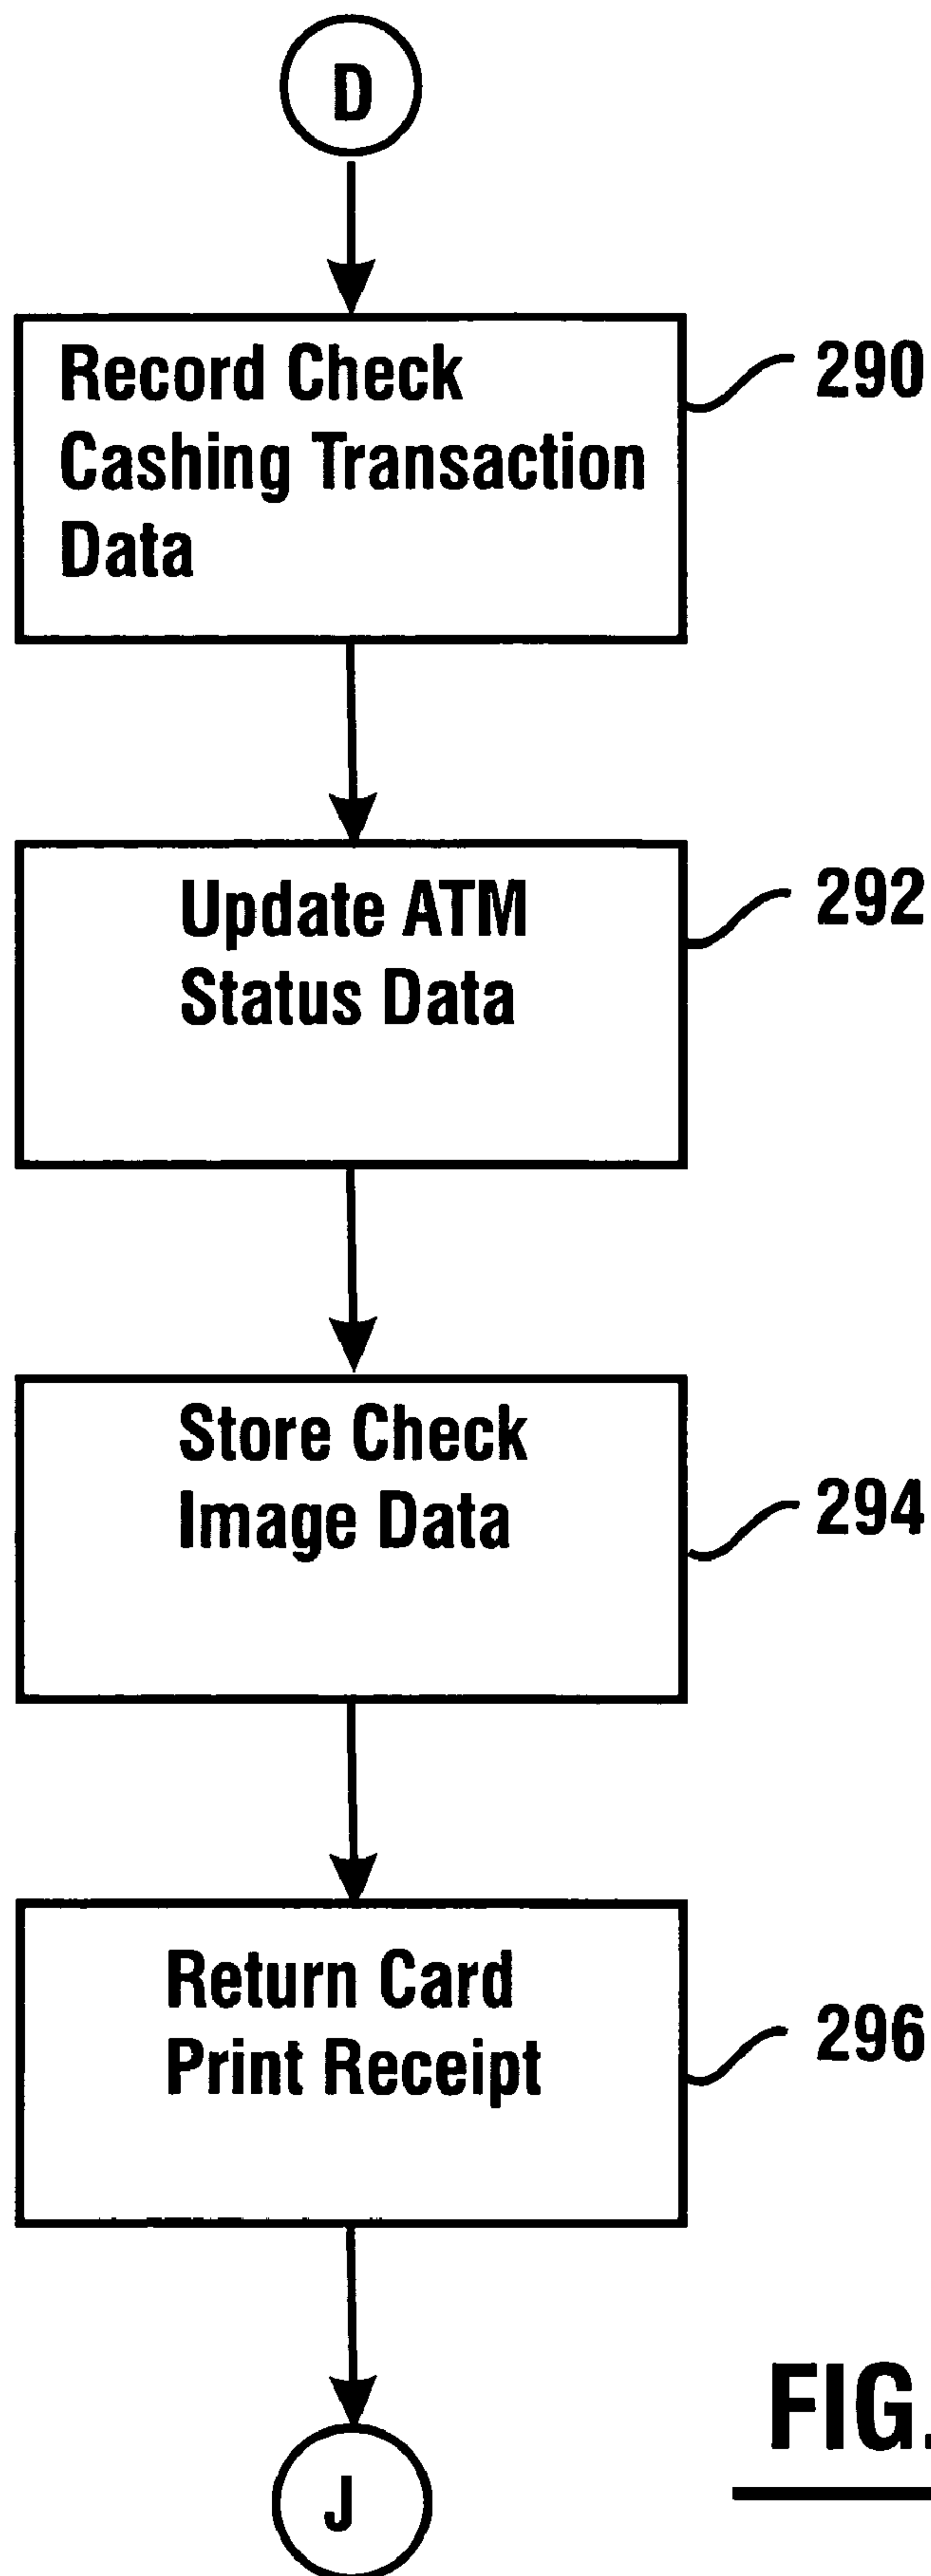 D
Record Check
Cashing Transaction
Data
290
Update ATM
Status Data
292
Store Check
Image Data
294
Return Card
Print Receipt
296
FIG.
J